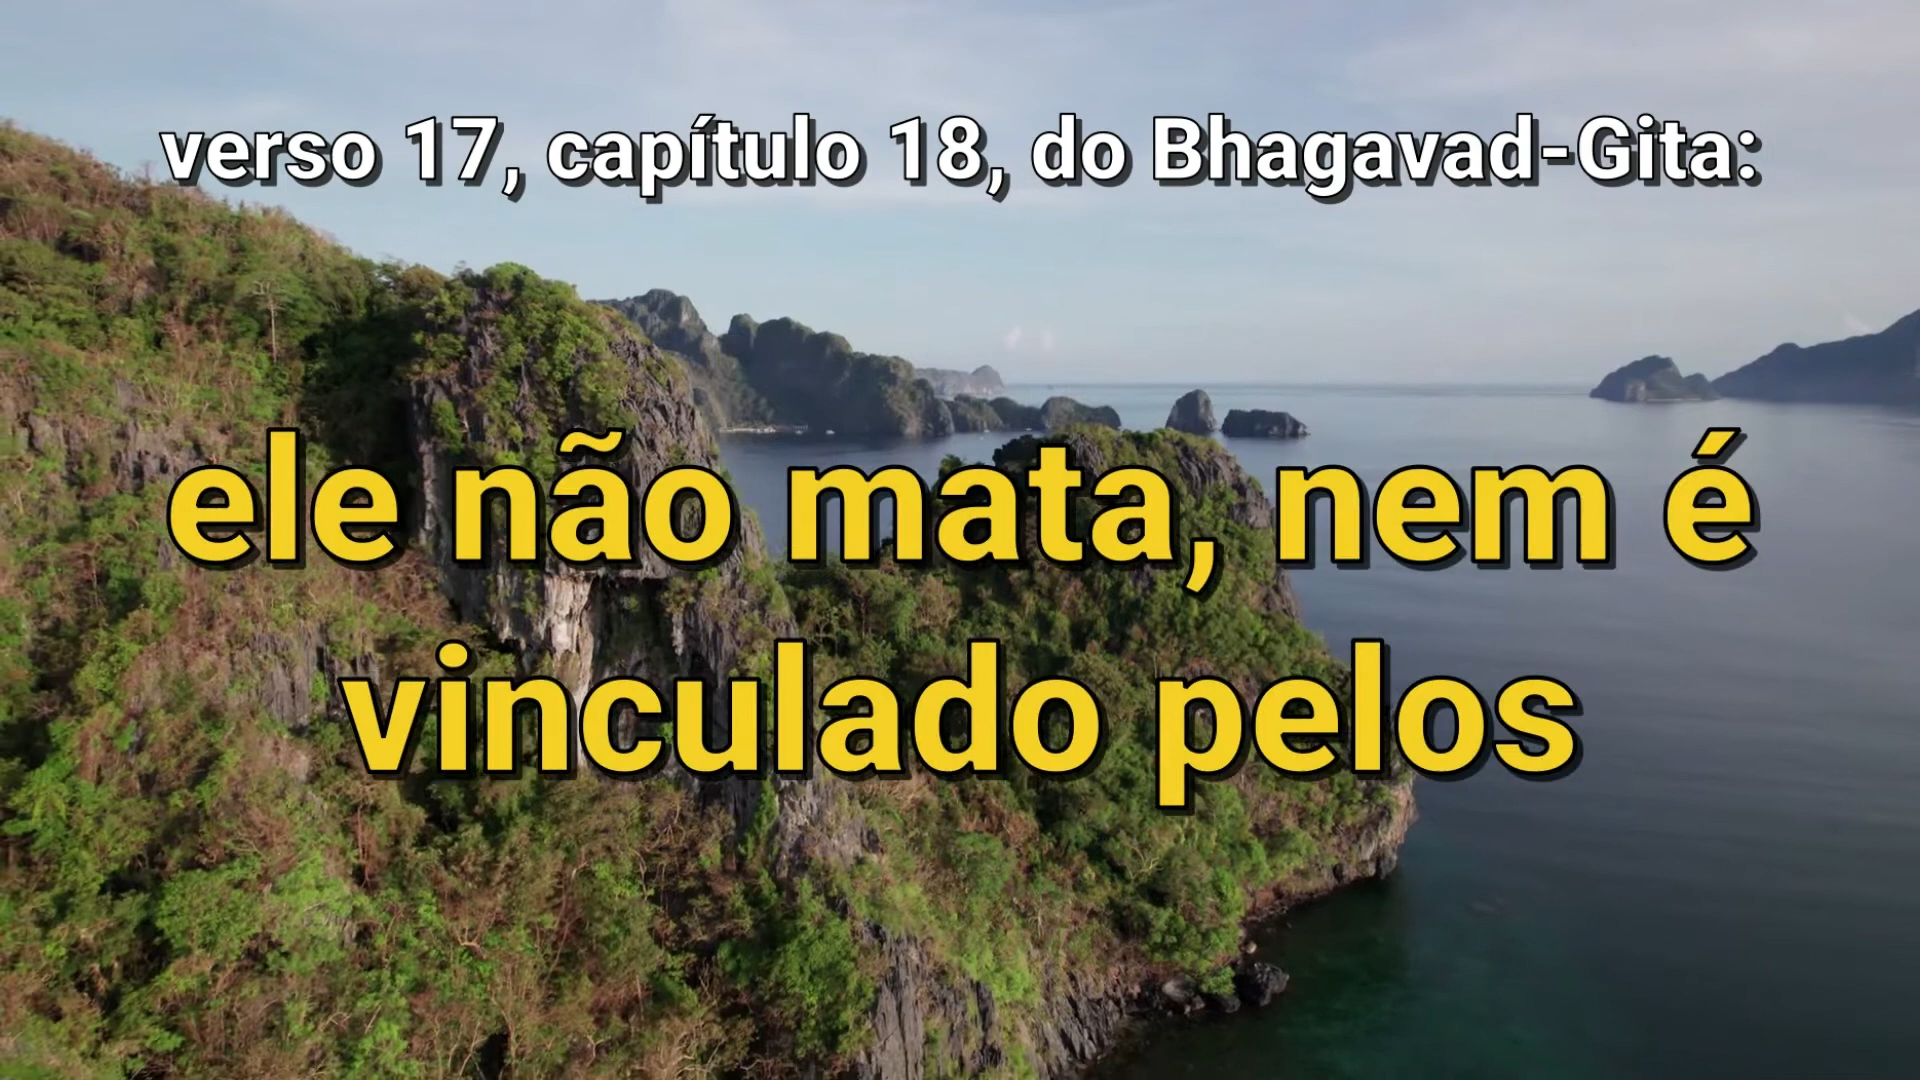 verso 17, capítulo 18, do Bhagavad-Gita:
ele não mata, nem é
vinculado pelos